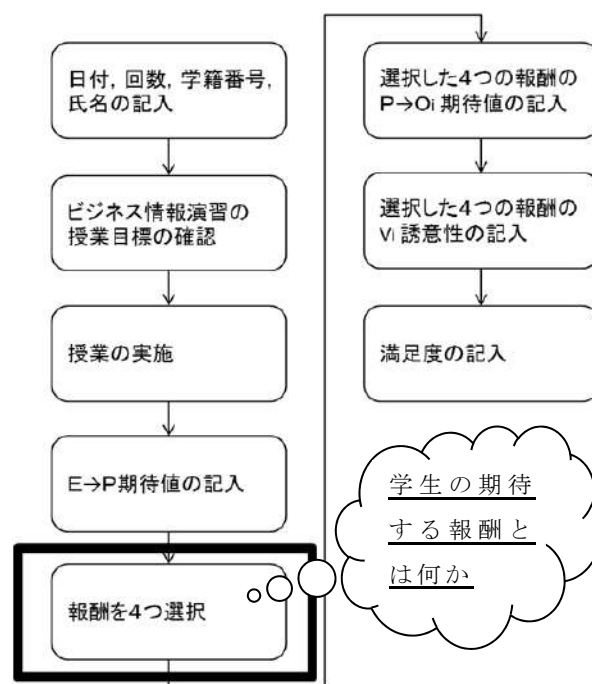 日付, 回数, 学籍番号,
氏名の記入
ビジネス情報演習の
授業目標の確認
授業の実施
E→P期待値の記入
報酬を4つ選択
選択した4つの報酬の
P→Oi 期待値の記入
選択した4つの報酬の
Vi 誘意性の記入
満足度の記入
学生の期待
する報酬と
は何か